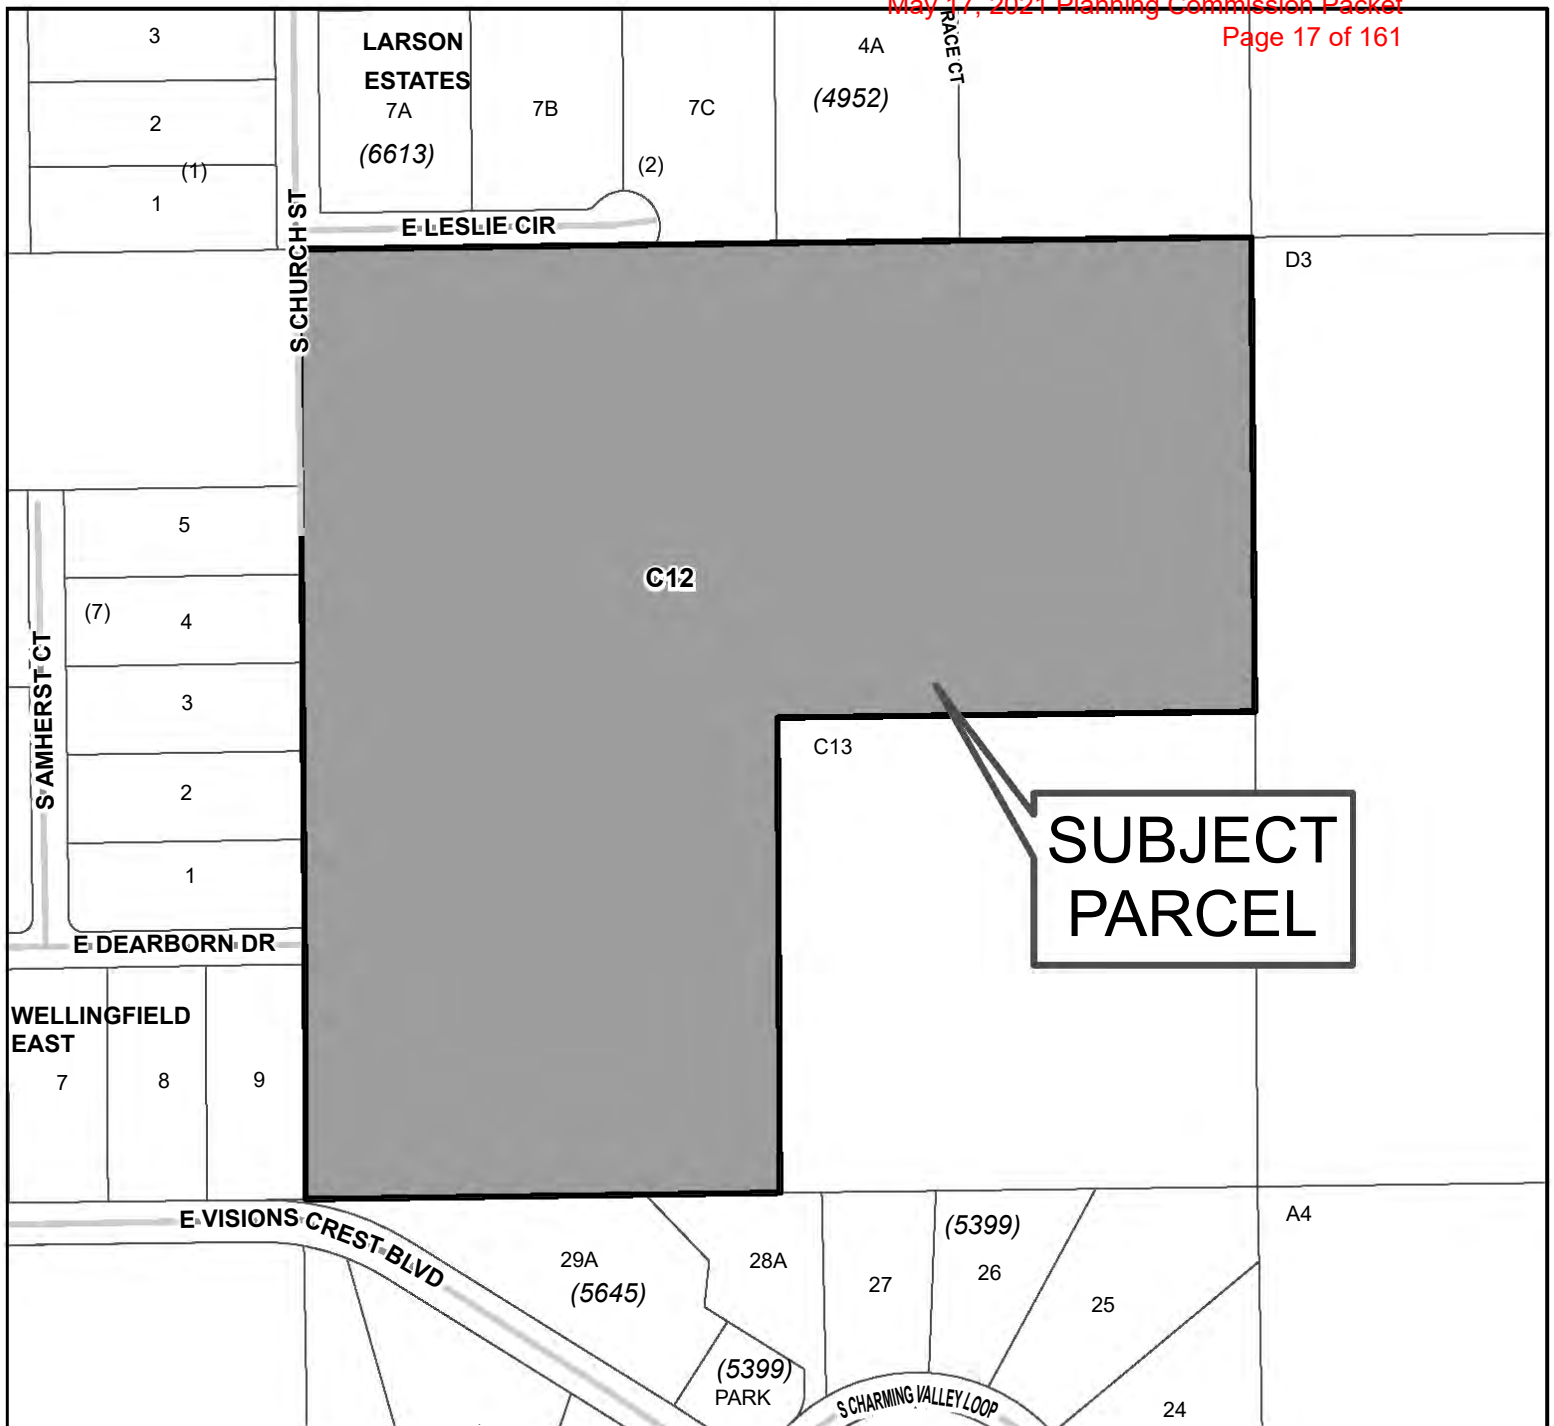 May 17, 2021 Planning Commission Packet
Page 17 of 161
3
LARSON
ESTATES
7A
(6613)
7B
7C
4A
(4952)
RACE CT
2
(1)
1
(2)
S CHURCH ST
E LESLIE CIR
D3
5
(7)
4
3
2
1
S AMHERST CT
C12
C13
SUBJECT
PARCEL
E DEARBORN DR
WELLINGFIELD
EAST
7
8
9
E VISIONS CREST BLVD
29A
(5645)
28A
27
(5399)
26
25
A4
(5399)
PARK
S CHARMING VALLEY LOOP
24